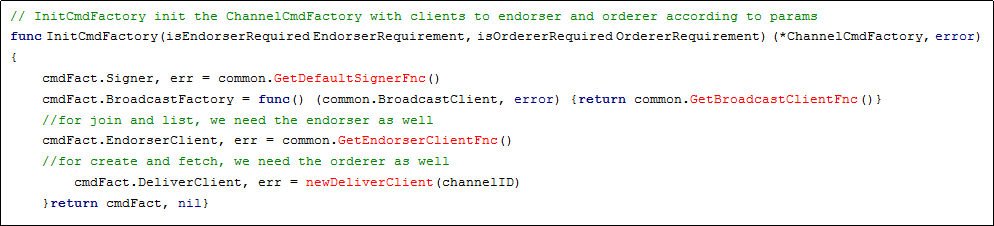 // InitCmdFactory init the ChannelCmdFactory with clients to endorser and orderer according to params
func InitCmdFactory(isEndorserRequired EndorserRequirement, isOrdererRequired OrdererRequirement) (*ChannelCmdFactory, error)
{
cmdFact.Signer, err = common.GetDefaultSignerFnc()
cmdFact.BroadcastFactory = func() (common.BroadcastClient, error) {return common.GetBroadcastClientFnc()}
//for join and list, we need the endorser as well
cmdFact.EndorserClient, err = common.GetEndorserClientFnc()
//for create and fetch, we need the orderer as well
cmdFact.DeliverClient, err = newDeliverClient(channelID)
}return cmdFact, nil}